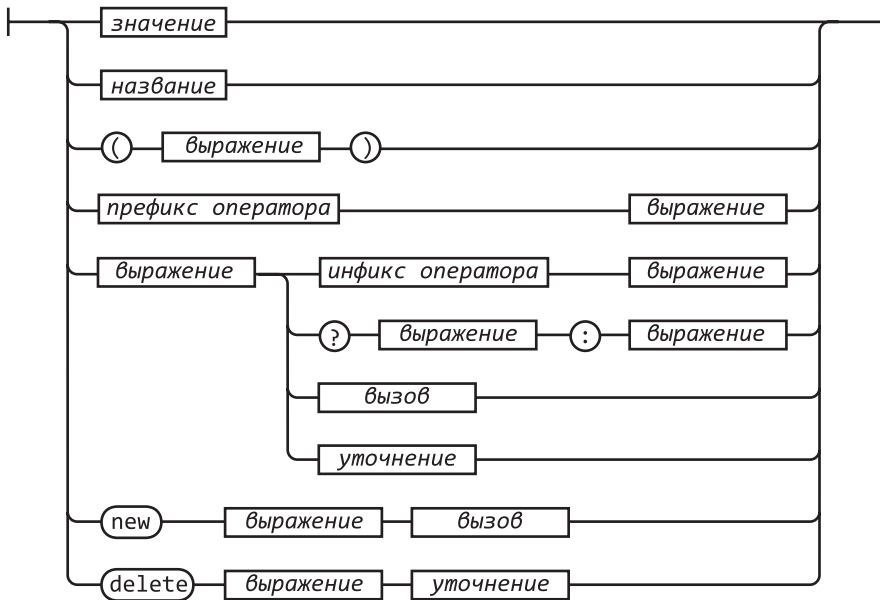 значение
название
( выражение )
префикс оператора выражение
выражение инфикс оператора выражение
? выражение : выражение
вызов
уточнение
new выражение вызов
delete выражение уточнение